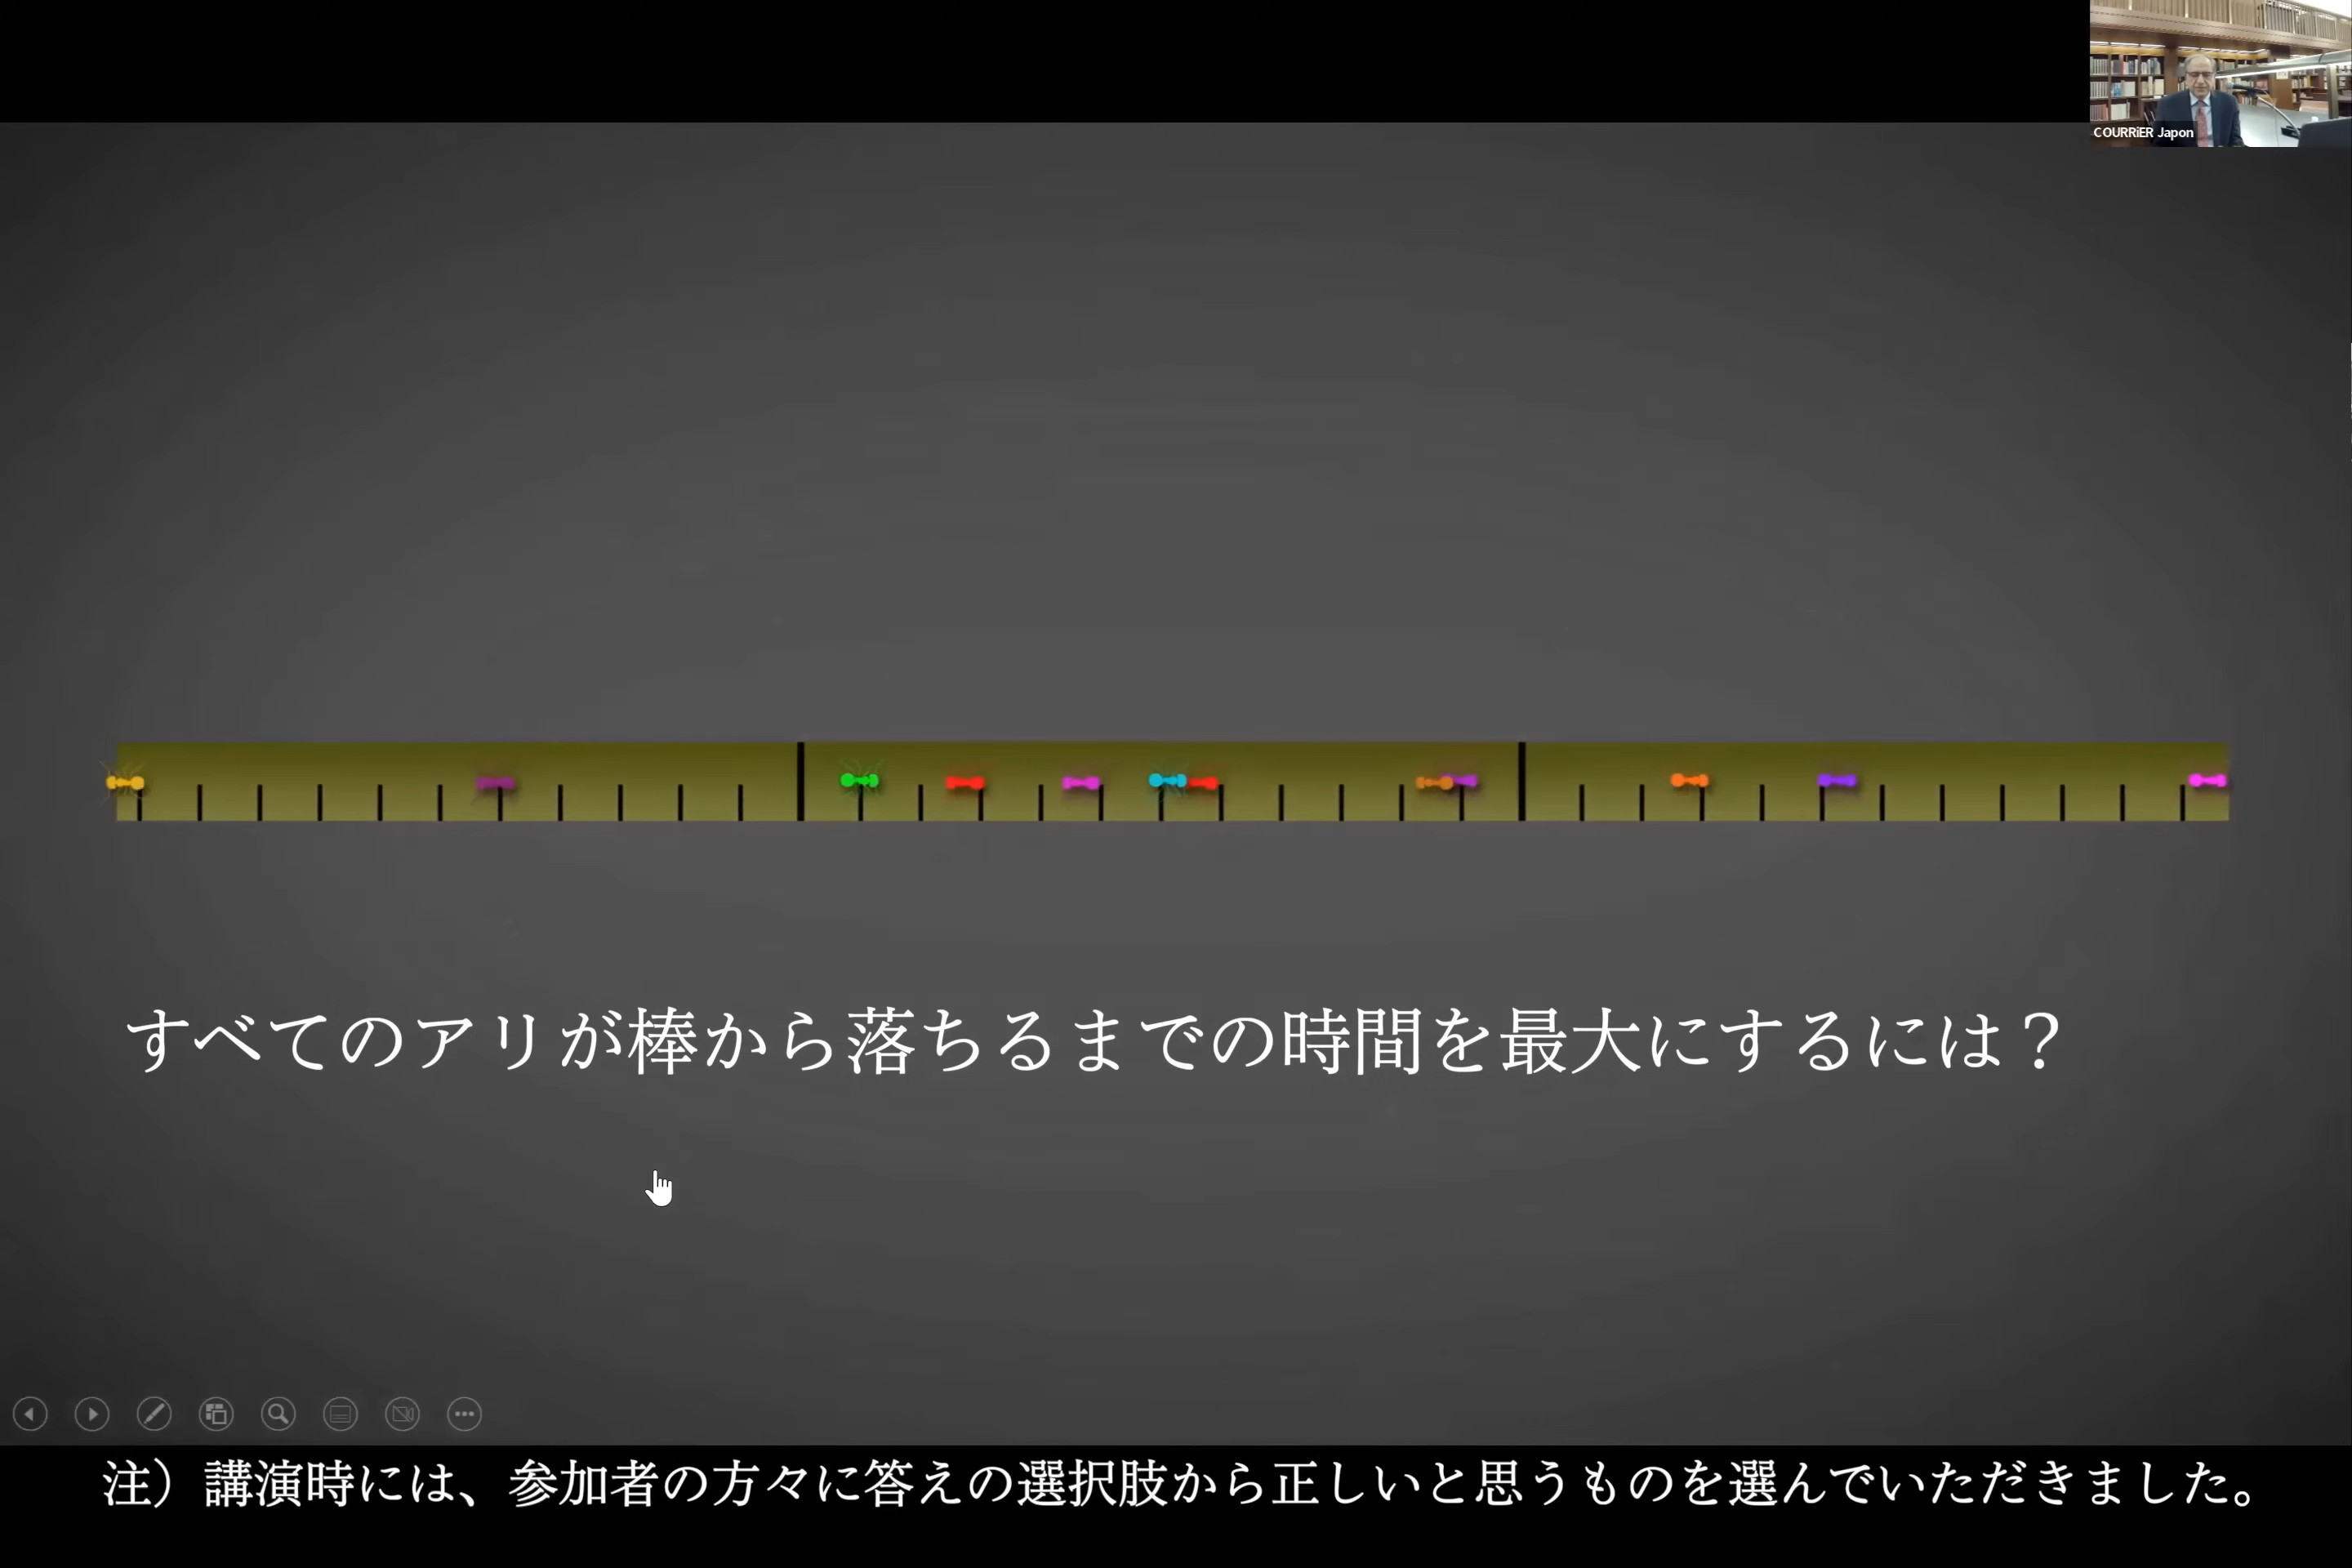 COURRiER Japon
すべてのアリが棒から落ちるまでの時間を最大にするには？
注）講演時には、参加者の方々に答えの選択肢から正しいと思うものを選んでいただきました。